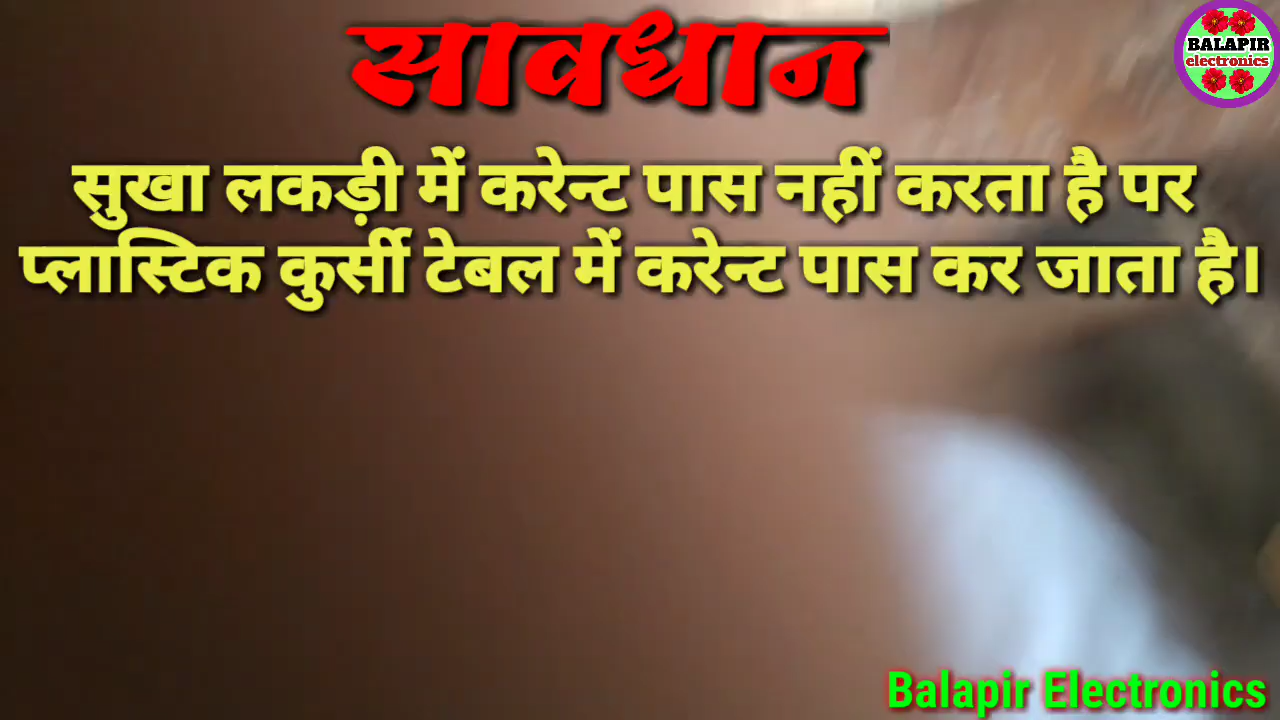 सावधान
BALAPIR
electronics
सुखा लकड़ी में करेन्ट पास नहीं करता है पर
प्लास्टिक कुर्सी टेबल में करेन्ट पास कर जाता है।
Balapir Electronics